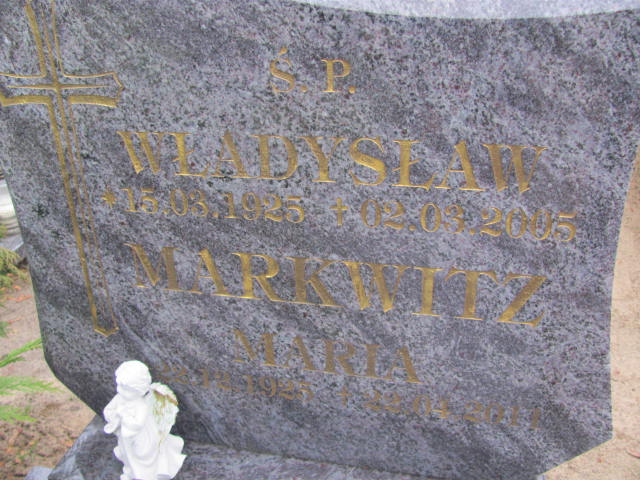 Ś. P.
WŁADYSŁAW
*15.03.1925 +02.03.2005
MARKWITZ
MARIA